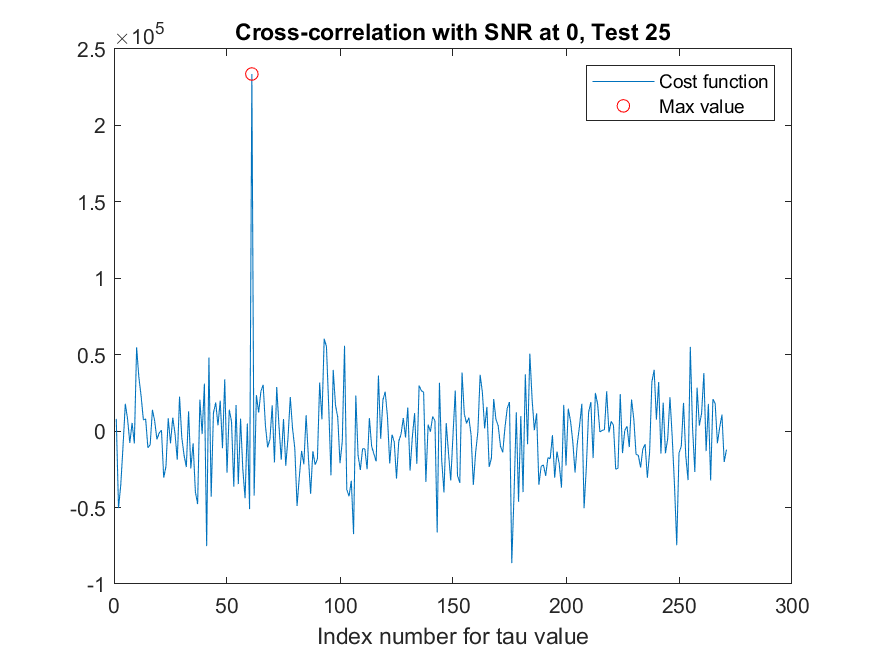 ×10^5
Cross-correlation with SNR at 0, Test 25
2.5
2
1.5
1
0.5
0
-0.5
-1
Cost function
Max value
0 50 100 150 200 250 300
Index number for tau value